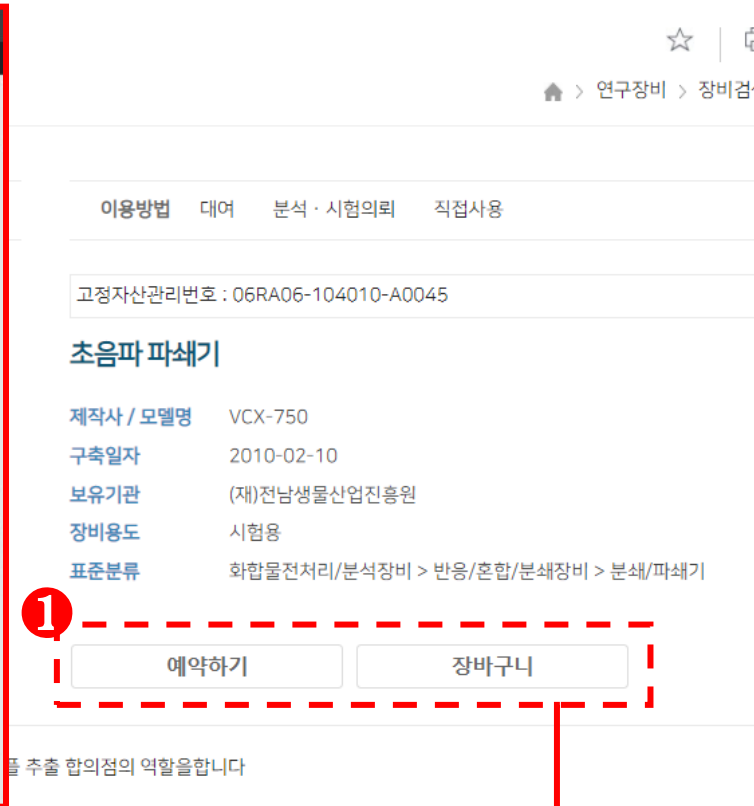 > 연구장비 > 장비검
이용방법 대여 분석 · 시험의뢰 직접사용
고정자산관리번호 : 06RA06-104010-A0045
초음파 파쇄기
제작사 / 모델명 VCX-750
구축일자 2010-02-10
보유기관 (재)전남생물산업진흥원
장비용도 시험용
표준분류 화합물전처리/분석장비 > 반응/혼합/분쇄장비 > 분쇄/파쇄기
1
예약하기 장바구니
추출 합의점의 역할을합니다